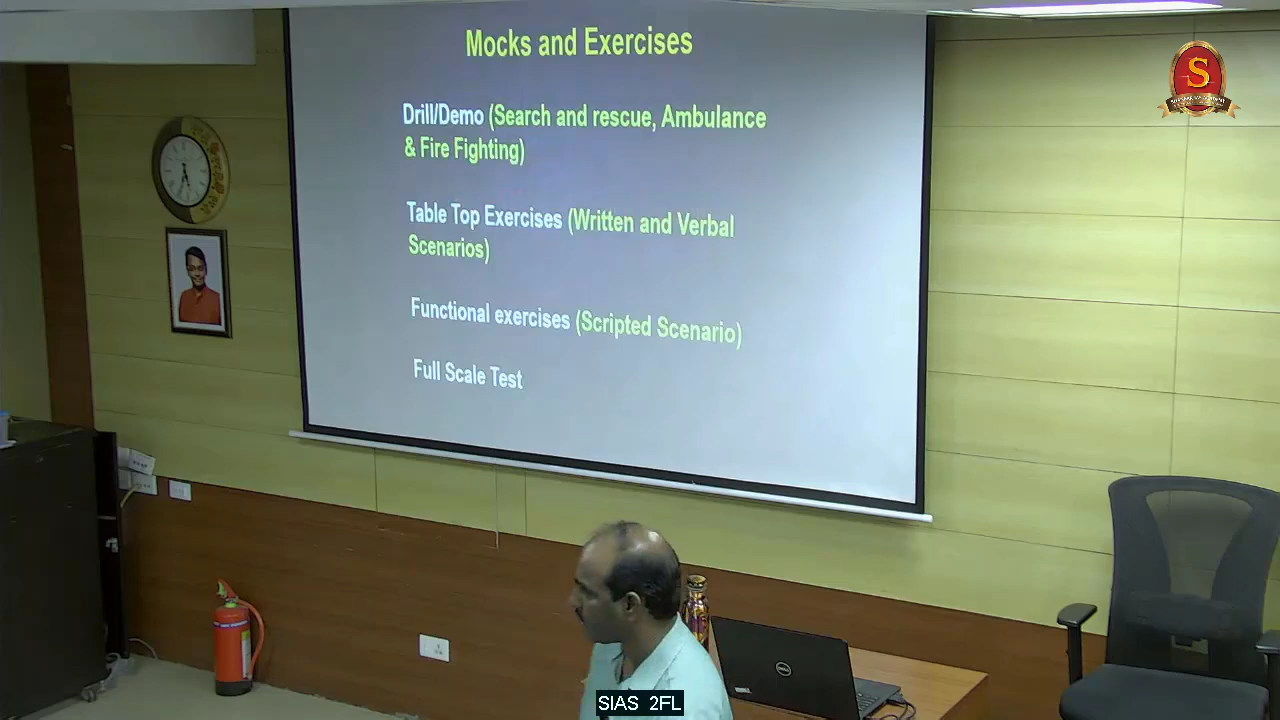 Mocks and Exercises
Drill/Demo (Search and rescue, Ambulance
& Fire Fighting)
Table Top Exercises (Written and Verbal
Scenarios)
Functional exercises (Scripted Scenario)
Full Scale Test
S
DELL
SIAS 2FL